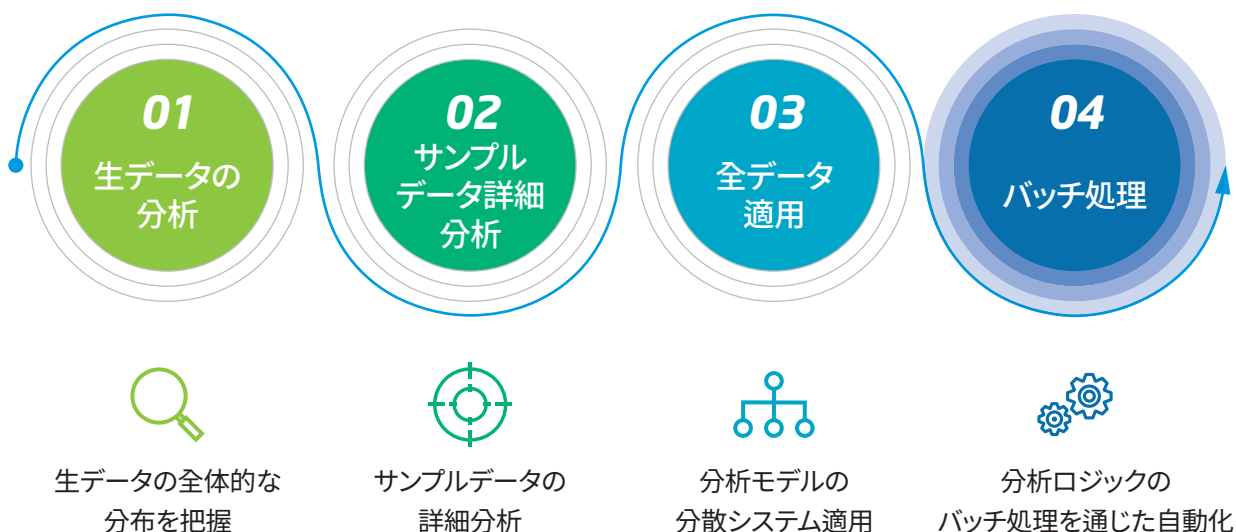 01
生データの
分析
02
サンプル
データ詳細
分析
03
全データ
適用
04
バッチ処理
生データの全体的な
分布を把握
サンプルデータの
詳細分析
分析モデルの
分散システム適用
分析ロジックの
バッチ処理を通じた自動化